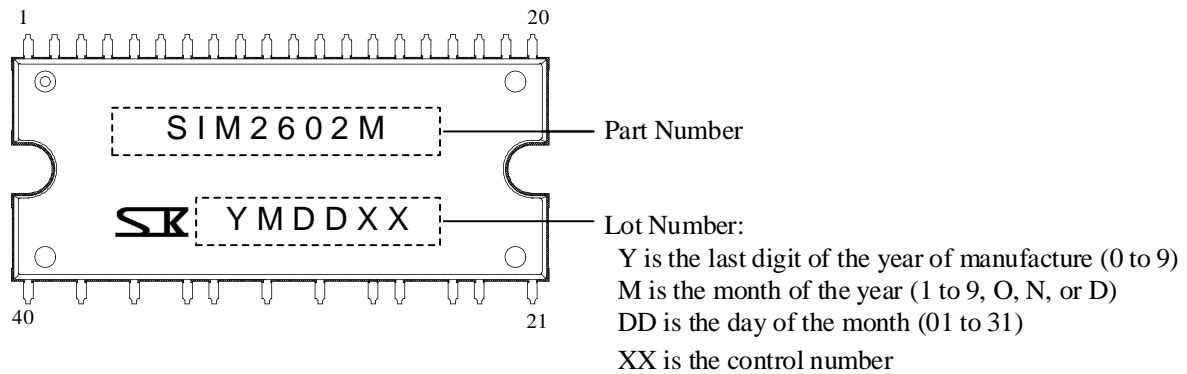 1 20
SIM2602M
Part Number
SK YMDDXX
Lot Number:
Y is the last digit of the year of manufacture (0 to 9)
M is the month of the year (1 to 9, O, N, or D)
DD is the day of the month (01 to 31)
XX is the control number
40 21